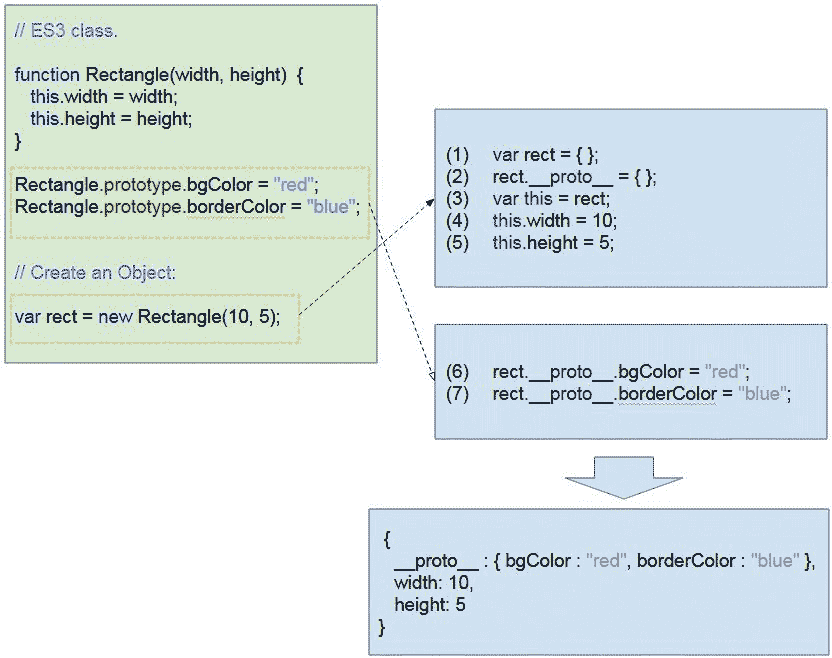 // ES3 class.
function Rectangle(width, height) {
this.width = width;
this.height = height;
}
Rectangle.prototype.bgColor = "red";
Rectangle.prototype.borderColor = "blue";
// Create an Object:
var rect = new Rectangle(10, 5);
(1) var rect = { };
(2) rect.__proto__ = { };
(3) var this = rect;
(4) this.width = 10;
(5) this.height = 5;
(6) rect.__proto__.bgColor = "red";
(7) rect.__proto__.borderColor = "blue";
{
__proto__ : { bgColor : "red", borderColor : "blue" },
width: 10,
height: 5
}